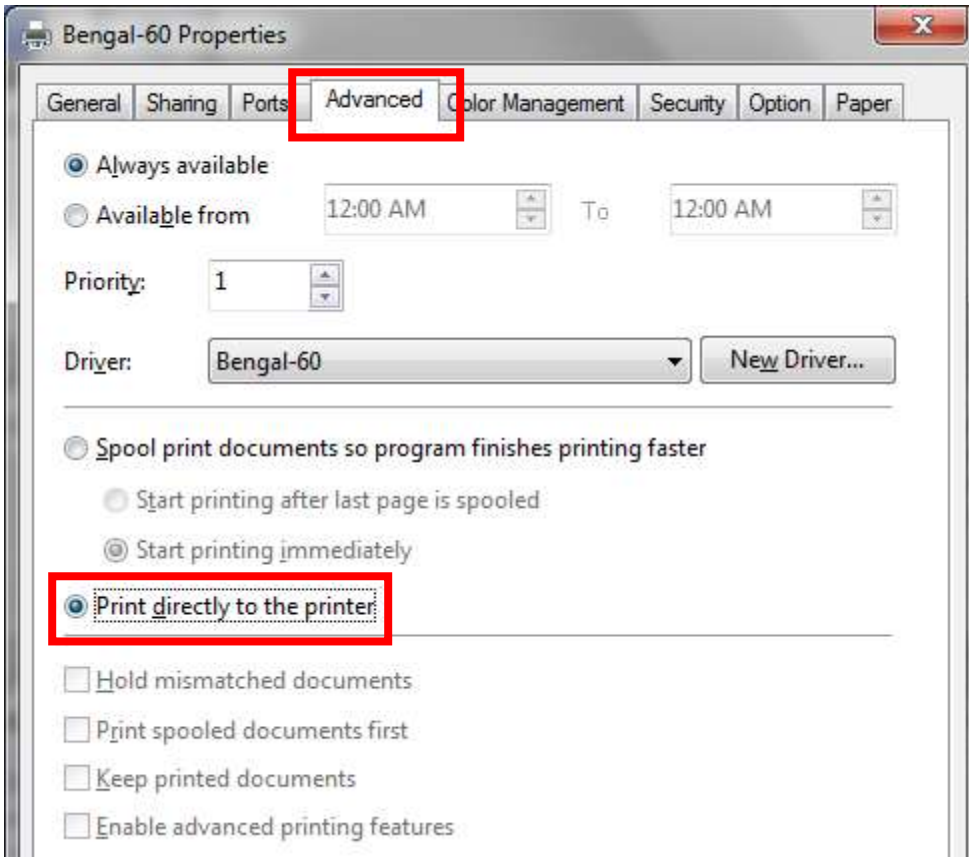 Bengal-60 Properties
General Sharing Ports Advanced Color Management Security Option Paper
Always available
Available from 12:00 AM To 12:00 AM
Priority: 1
Driver: Bengal-60 New Driver...
Spool print documents so program finishes printing faster
Start printing after last page is spooled
Start printing immediately
Print directly to the printer
Hold mismatched documents
Print spooled documents first
Keep printed documents
Enable advanced printing features